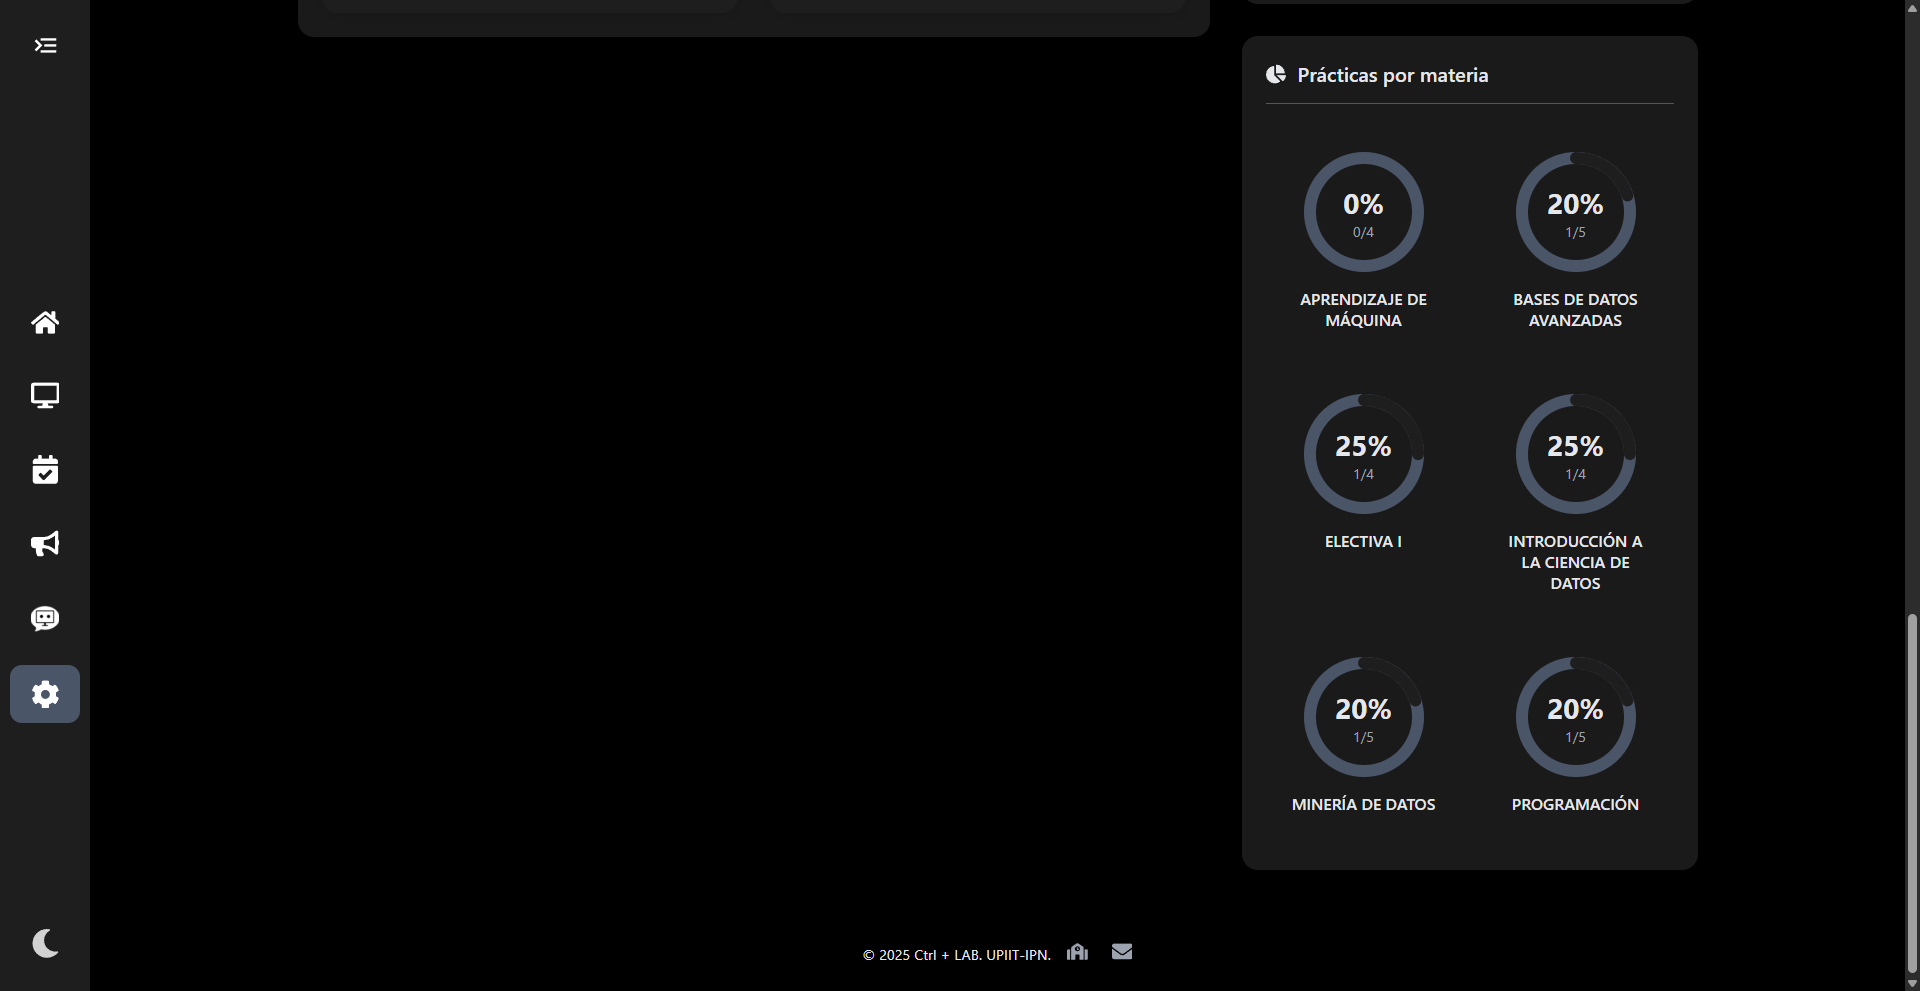 Prácticas por materia
0%
0/4
APRENDIZAJE DE
MÁQUINA
20%
1/5
BASES DE DATOS
AVANZADAS
25%
1/4
ELECTIVA I
25%
1/4
INTRODUCCIÓN A
LA CIENCIA DE
DATOS
20%
1/5
MINERÍA DE DATOS
20%
1/5
PROGRAMACIÓN
© 2025 Ctrl + LAB. UPIIT-IPN.